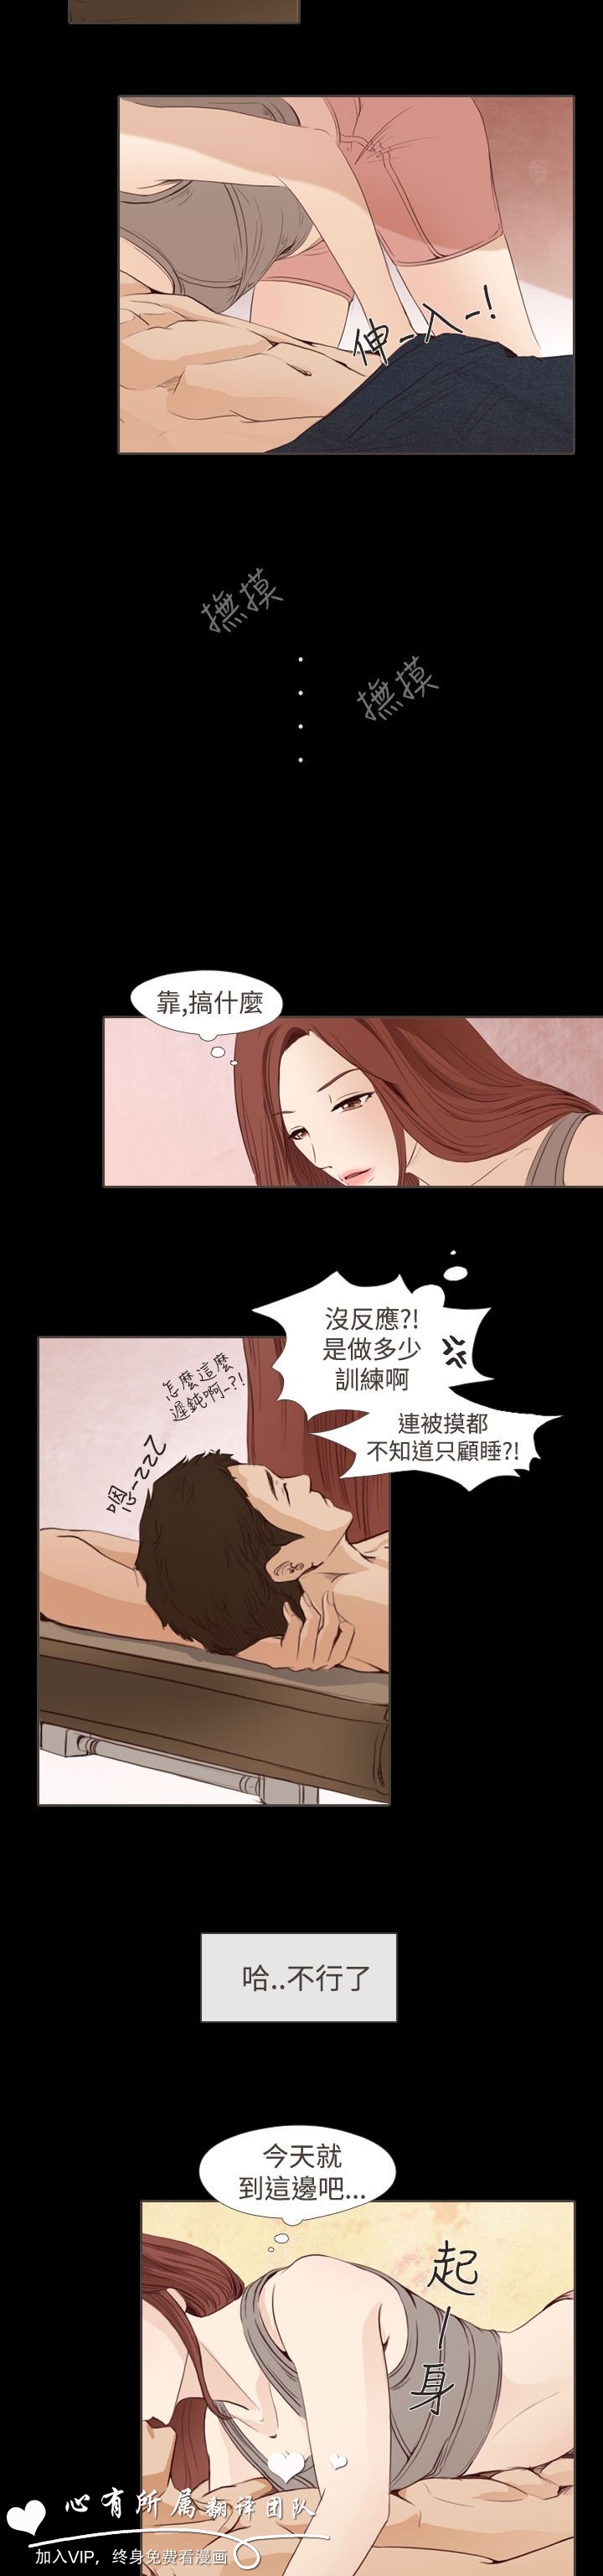 伸-入-!
撫摸
撫摸
靠,搞什麼
沒反應?!
是做多少
訓練啊
連被摸都
不知道只顧睡?!
怎麼這麼
遲鈍啊~?!
嗯~zzz
哈..不行了
今天就
到這邊吧...
起-身
心有所属翻译团队
加入VIP，终身免费看漫画